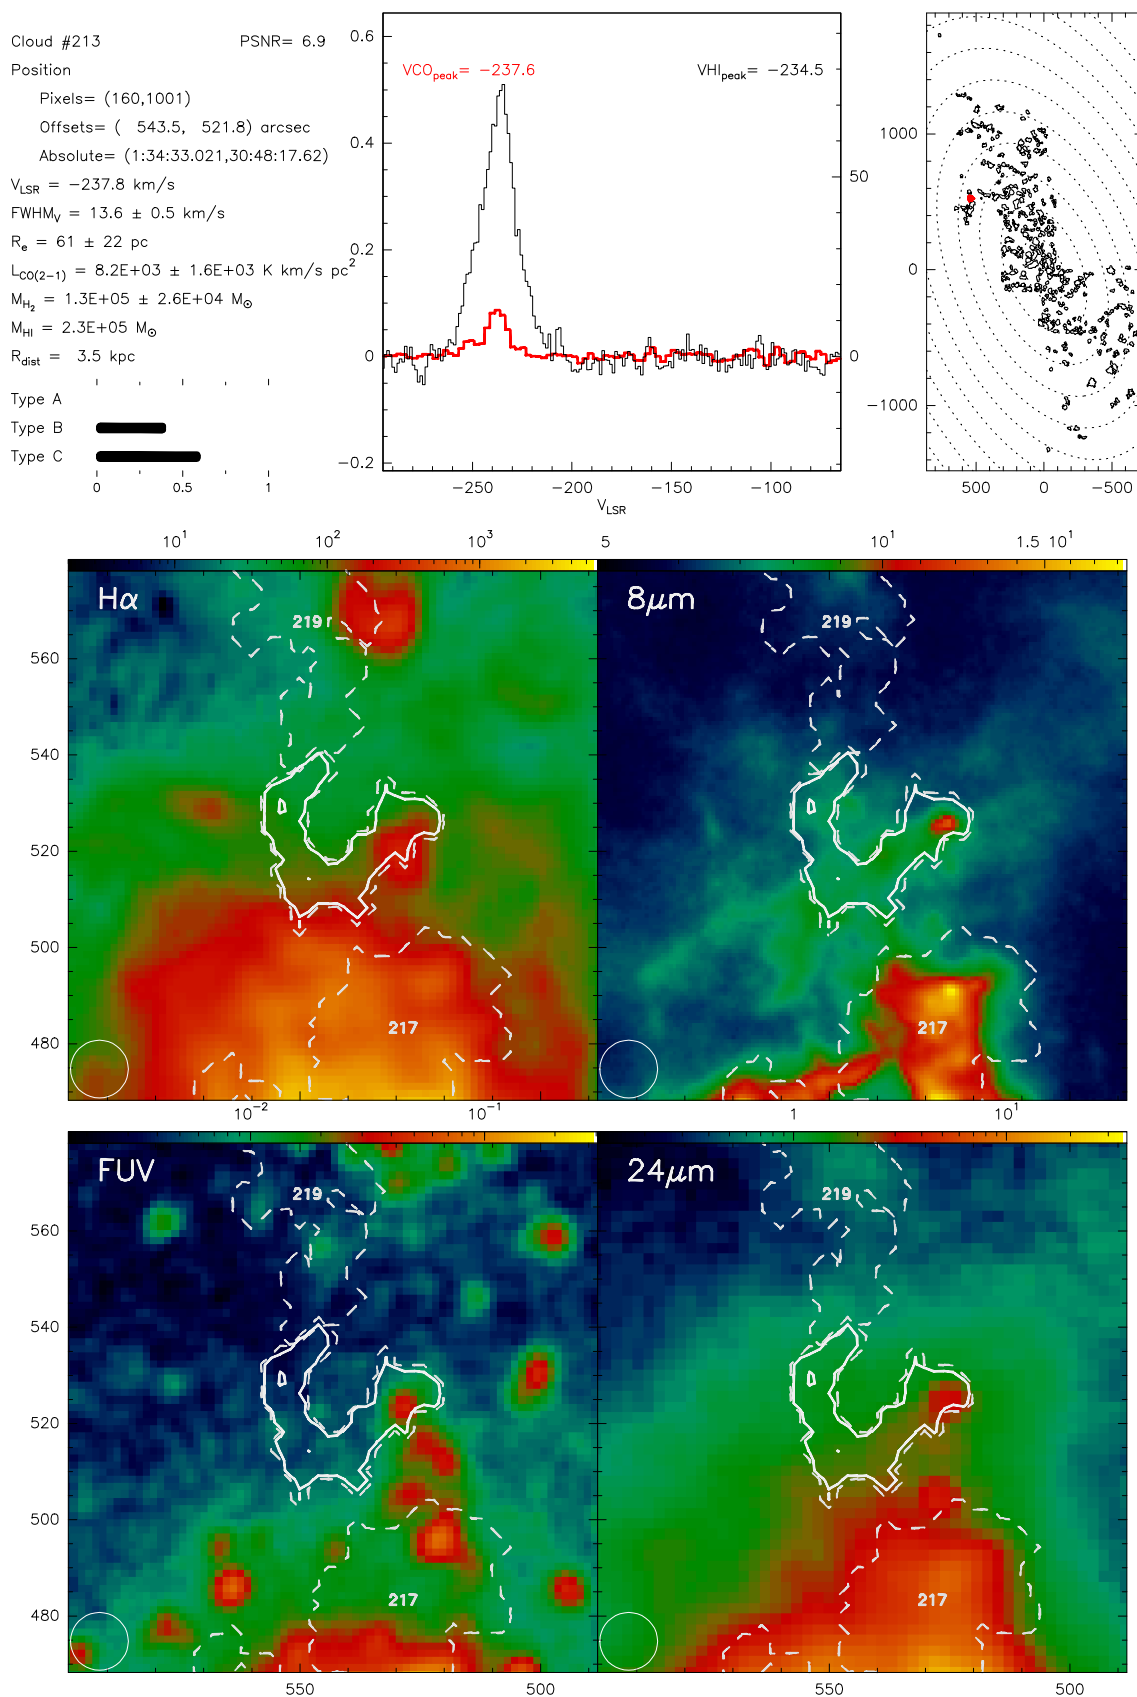 Cloud #213 PSNR= 6.9
Position
Pixels= (160,1001)
Offsets= ( 543.5, 521.8) arcsec
Absolute= (1:34:33.021,30:48:17.62)
V_LSR = −237.8 km/s
FWHM_V = 13.6 ± 0.5 km/s
R_e = 61 ± 22 pc
L_CO(2−1) = 8.2E+03 ± 1.6E+03 K km/s pc²
M_H₂ = 1.3E+05 ± 2.6E+04 M⊙
M_HI = 2.3E+05 M⊙
R_dist = 3.5 kpc
Type A
Type B
Type C
0 0.5 1
VCO_peak= −237.6 VHI_peak= −234.5
0.6
0.4
0.2
0
−0.2
50
0
−250 −200 −150 −100
V_LSR
1000
0
−1000
500 0 −500
10¹ 10² 10³
5 10¹ 1.5 10¹
Hα
219
217
560
540
520
500
480
8μm
219
217
10⁻² 10⁻¹
1 10¹
FUV
219
217
560
540
520
500
480
550 500
24μm
219
217
550 500